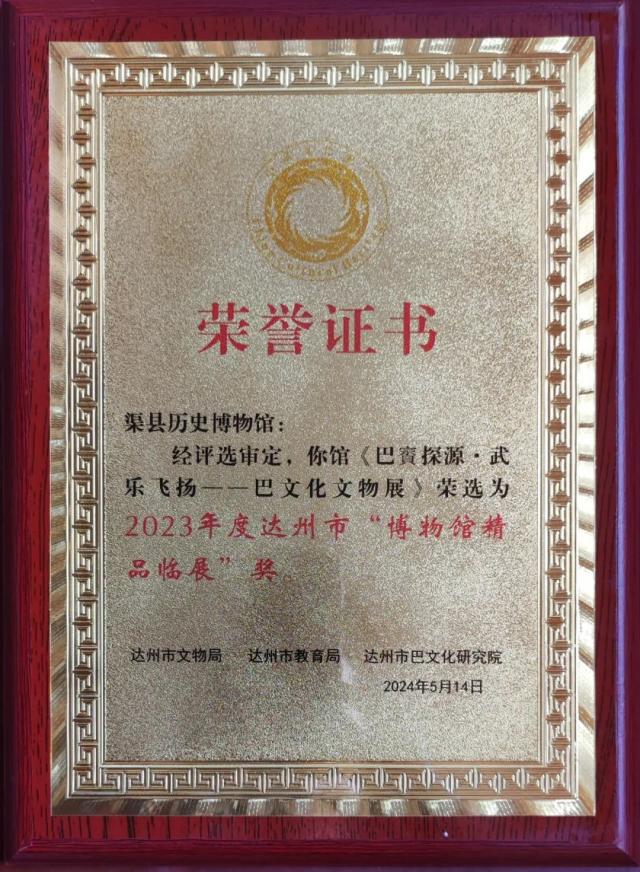 China Cultural Heritage
荣誉证书
渠县历史博物馆：
经评选审定，你馆《巴賨探源·武
乐飞扬——巴文化文物展》荣选为
2023年度达州市“博物馆精
品临展”奖
达州市文物局 达州市教育局 达州市巴文化研究院
2024年5月14日